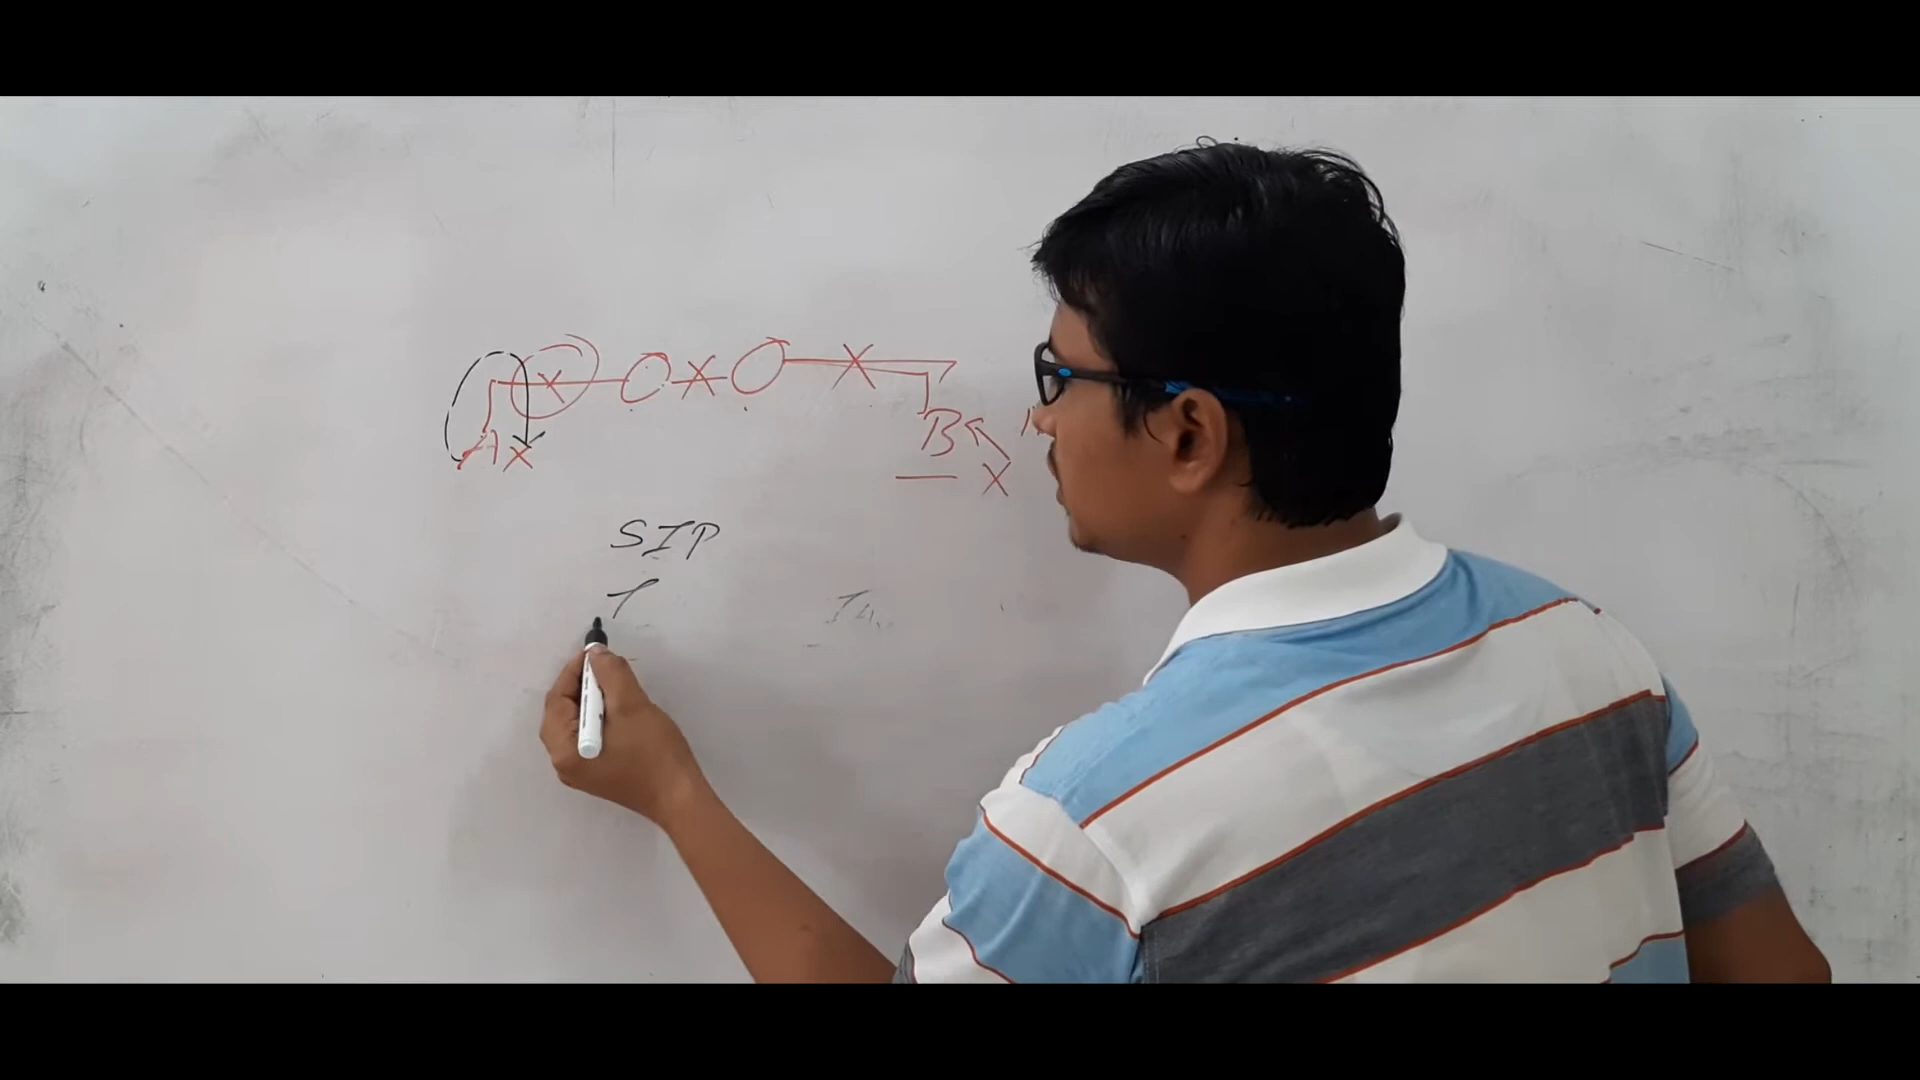 X O X O X
A X B
X
SIP